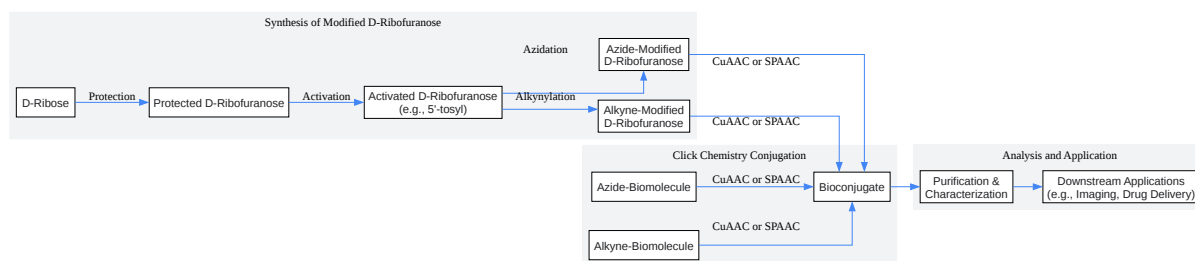 Synthesis of Modified D-Ribofuranose
Azidation
Azide-Modified
D-Ribofuranose
CuAAC or SPAAC
D-Ribose
Protection
Protected D-Ribofuranose
Activation
Activated D-Ribofuranose
(e.g., 5'-tosyl)
Alkynylation
Alkyne-Modified
D-Ribofuranose
CuAAC or SPAAC
Click Chemistry Conjugation
Azide-Biomolecule
CuAAC or SPAAC
Bioconjugate
Alkyne-Biomolecule
CuAAC or SPAAC
Analysis and Application
Purification &
Characterization
Downstream Applications
(e.g., Imaging, Drug Delivery)